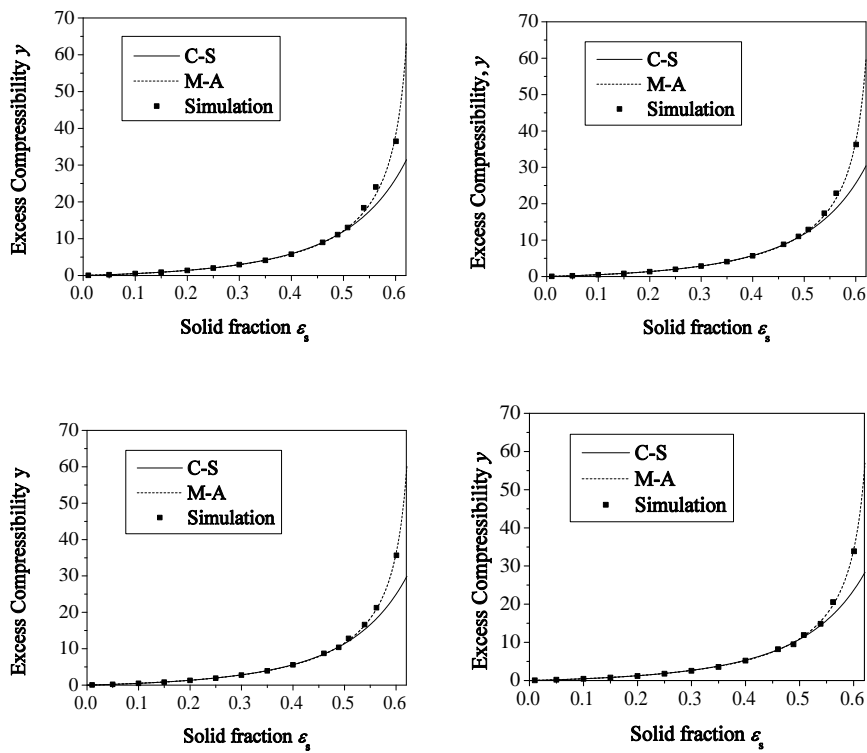 70
60
50
40
30
20
10
0
Excess Compressibility y
C-S
M-A
Simulation
0.0 0.1 0.2 0.3 0.4 0.5 0.6
Solid fraction εs
70
60
50
40
30
20
10
0
Excess Compressibility, y
C-S
M-A
Simulation
0.0 0.1 0.2 0.3 0.4 0.5 0.6
Solid fraction εs
70
60
50
40
30
20
10
0
Excess Compressibility y
C-S
M-A
Simulation
0.0 0.1 0.2 0.3 0.4 0.5 0.6
Solid fraction εs
70
60
50
40
30
20
10
0
Excess Compressibility y
C-S
M-A
Simulation
0.0 0.1 0.2 0.3 0.4 0.5 0.6
Solid fraction εs